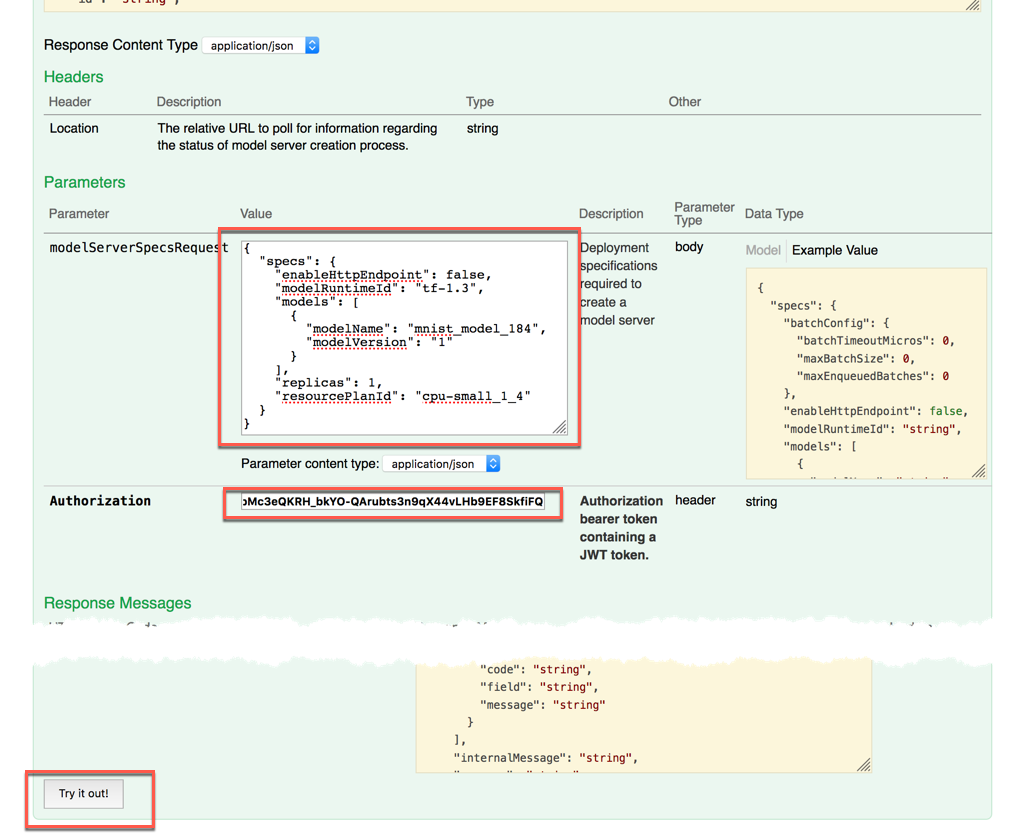 "id": "string",
Response Content Type application/json
Headers
Header Description Type Other
Location The relative URL to poll for information regarding string
the status of model server creation process.
Parameters
Parameter Value Description Parameter Type Data Type
modelServerSpecsRequest
{
"specs": {
"enableHttpEndpoint": false,
"modelRuntimeId": "tf-1.3",
"models": [
{
"modelName": "mnist_model_184",
"modelVersion": "1"
}
],
"replicas": 1,
"resourcePlanId": "cpu-small_1_4"
}
}
Parameter content type: application/json
Deployment
specifications
required to
create a
model server
body
Model Example Value
{
"specs": {
"batchConfig": {
"batchTimeoutMicros": 0,
"maxBatchSize": 0,
"maxEnqueuedBatches": 0
},
"enableHttpEndpoint": false,
"modelRuntimeId": "string",
"models": [
{
Authorization
Mc3eQKRH_bkYO-QArubts3n9qX44vLHb9EF8SkfiFQ
Authorization
bearer token
containing a
JWT token.
header
string
Response Messages
"code": "string",
"field": "string",
"message": "string"
}
],
"internalMessage": "string",
Try it out!